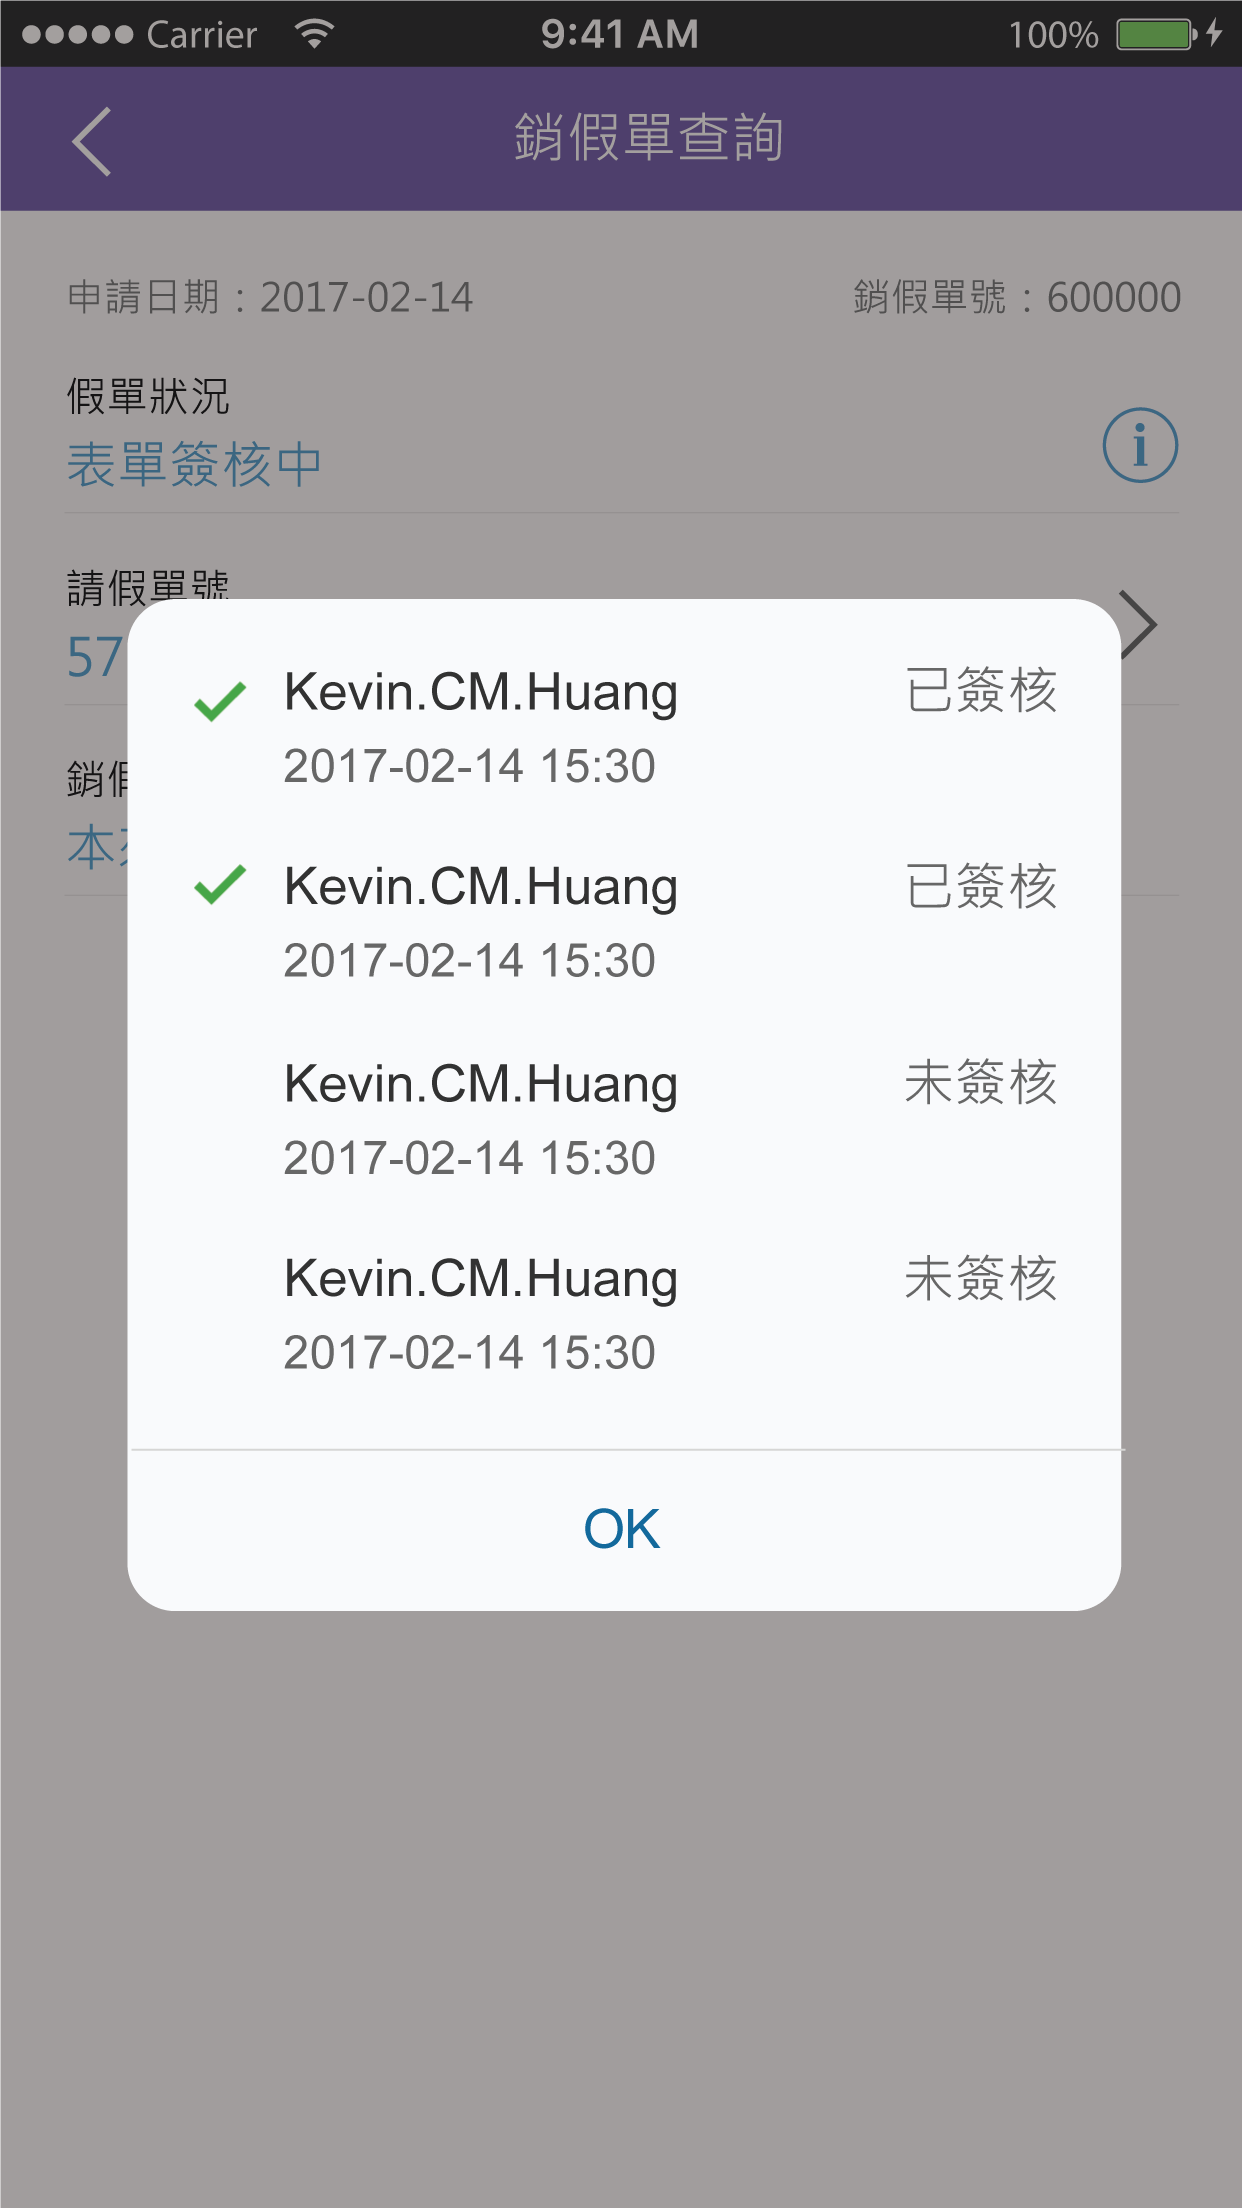 Carrier 9:41 AM 100%
銷假單查詢
申請日期：2017-02-14 銷假單號：600000
假單狀況
表單簽核中
i
請假單號
57
銷
本
Kevin.CM.Huang 已簽核
2017-02-14 15:30
Kevin.CM.Huang 已簽核
2017-02-14 15:30
Kevin.CM.Huang 未簽核
2017-02-14 15:30
Kevin.CM.Huang 未簽核
2017-02-14 15:30
OK